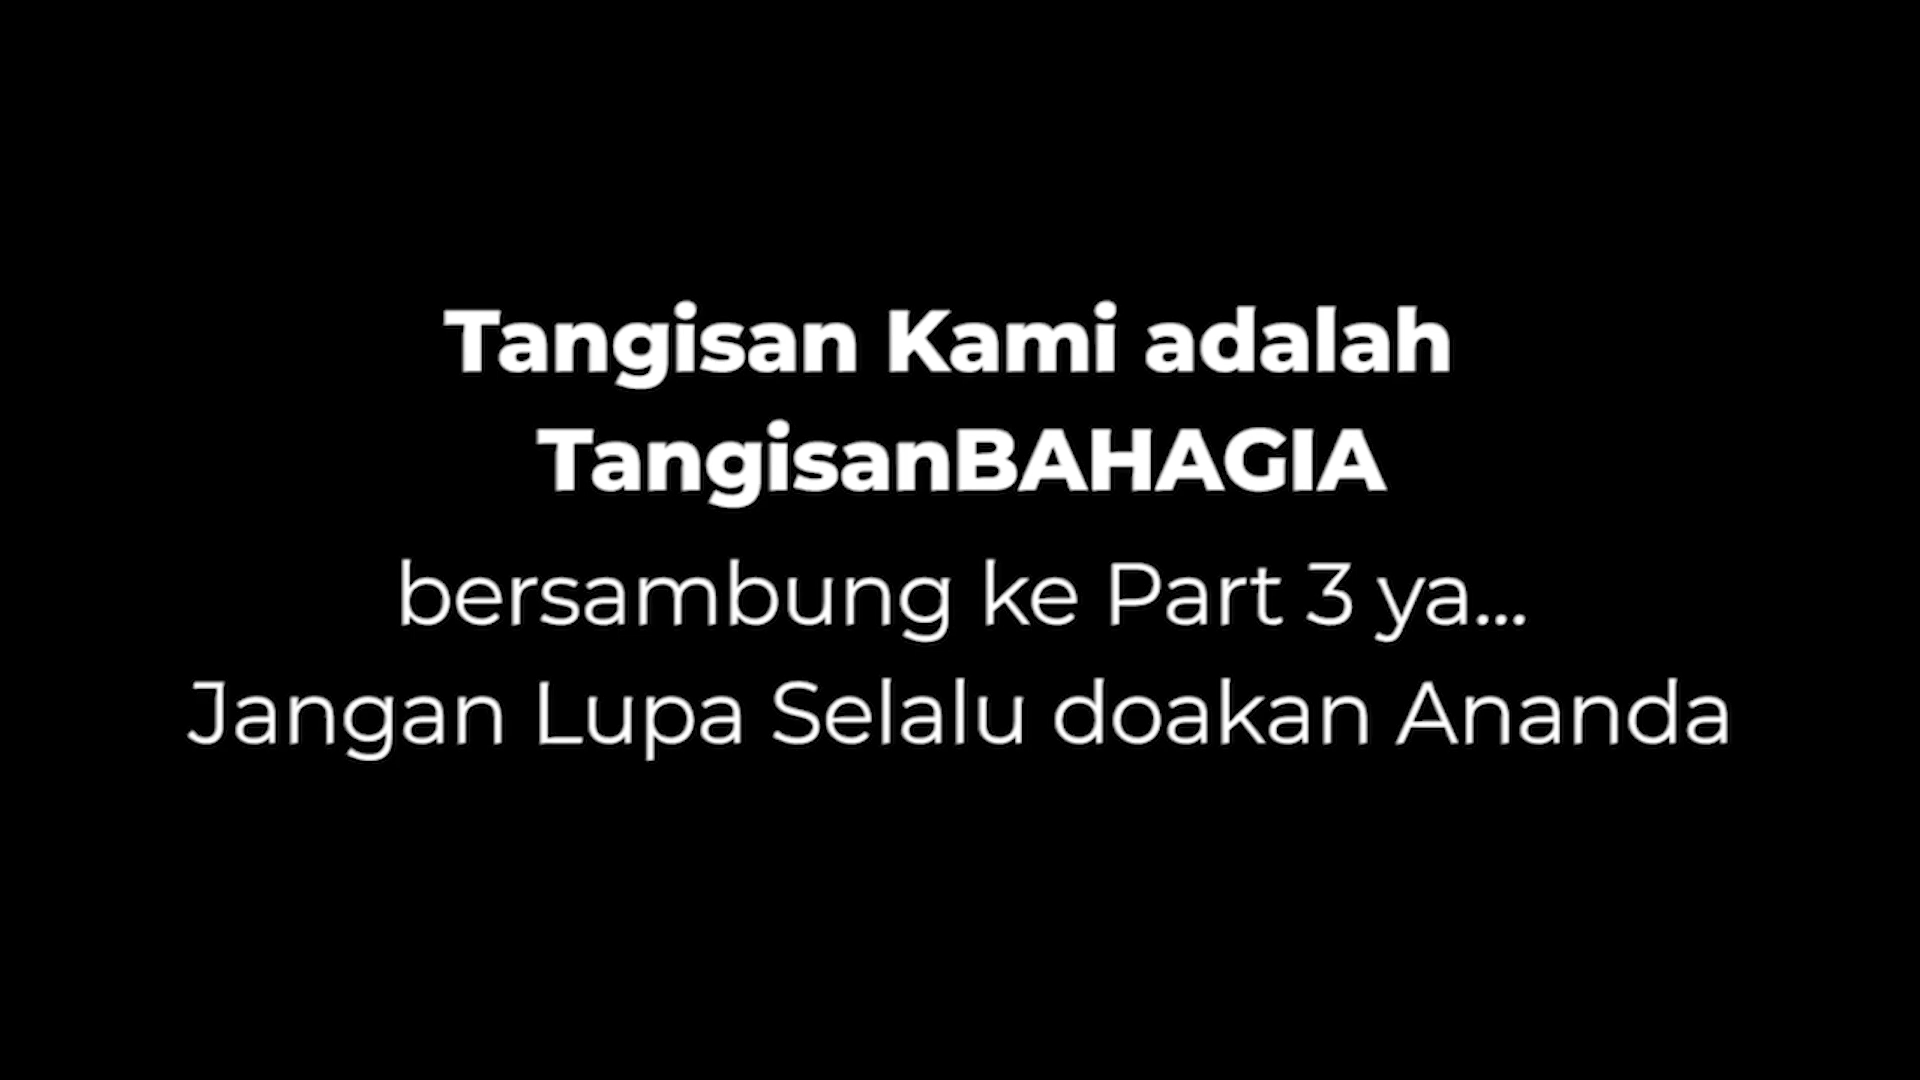 Tangisan Kami adalah
TangisanBAHAGIA
bersambung ke Part 3 ya...
Jangan Lupa Selalu doakan Ananda